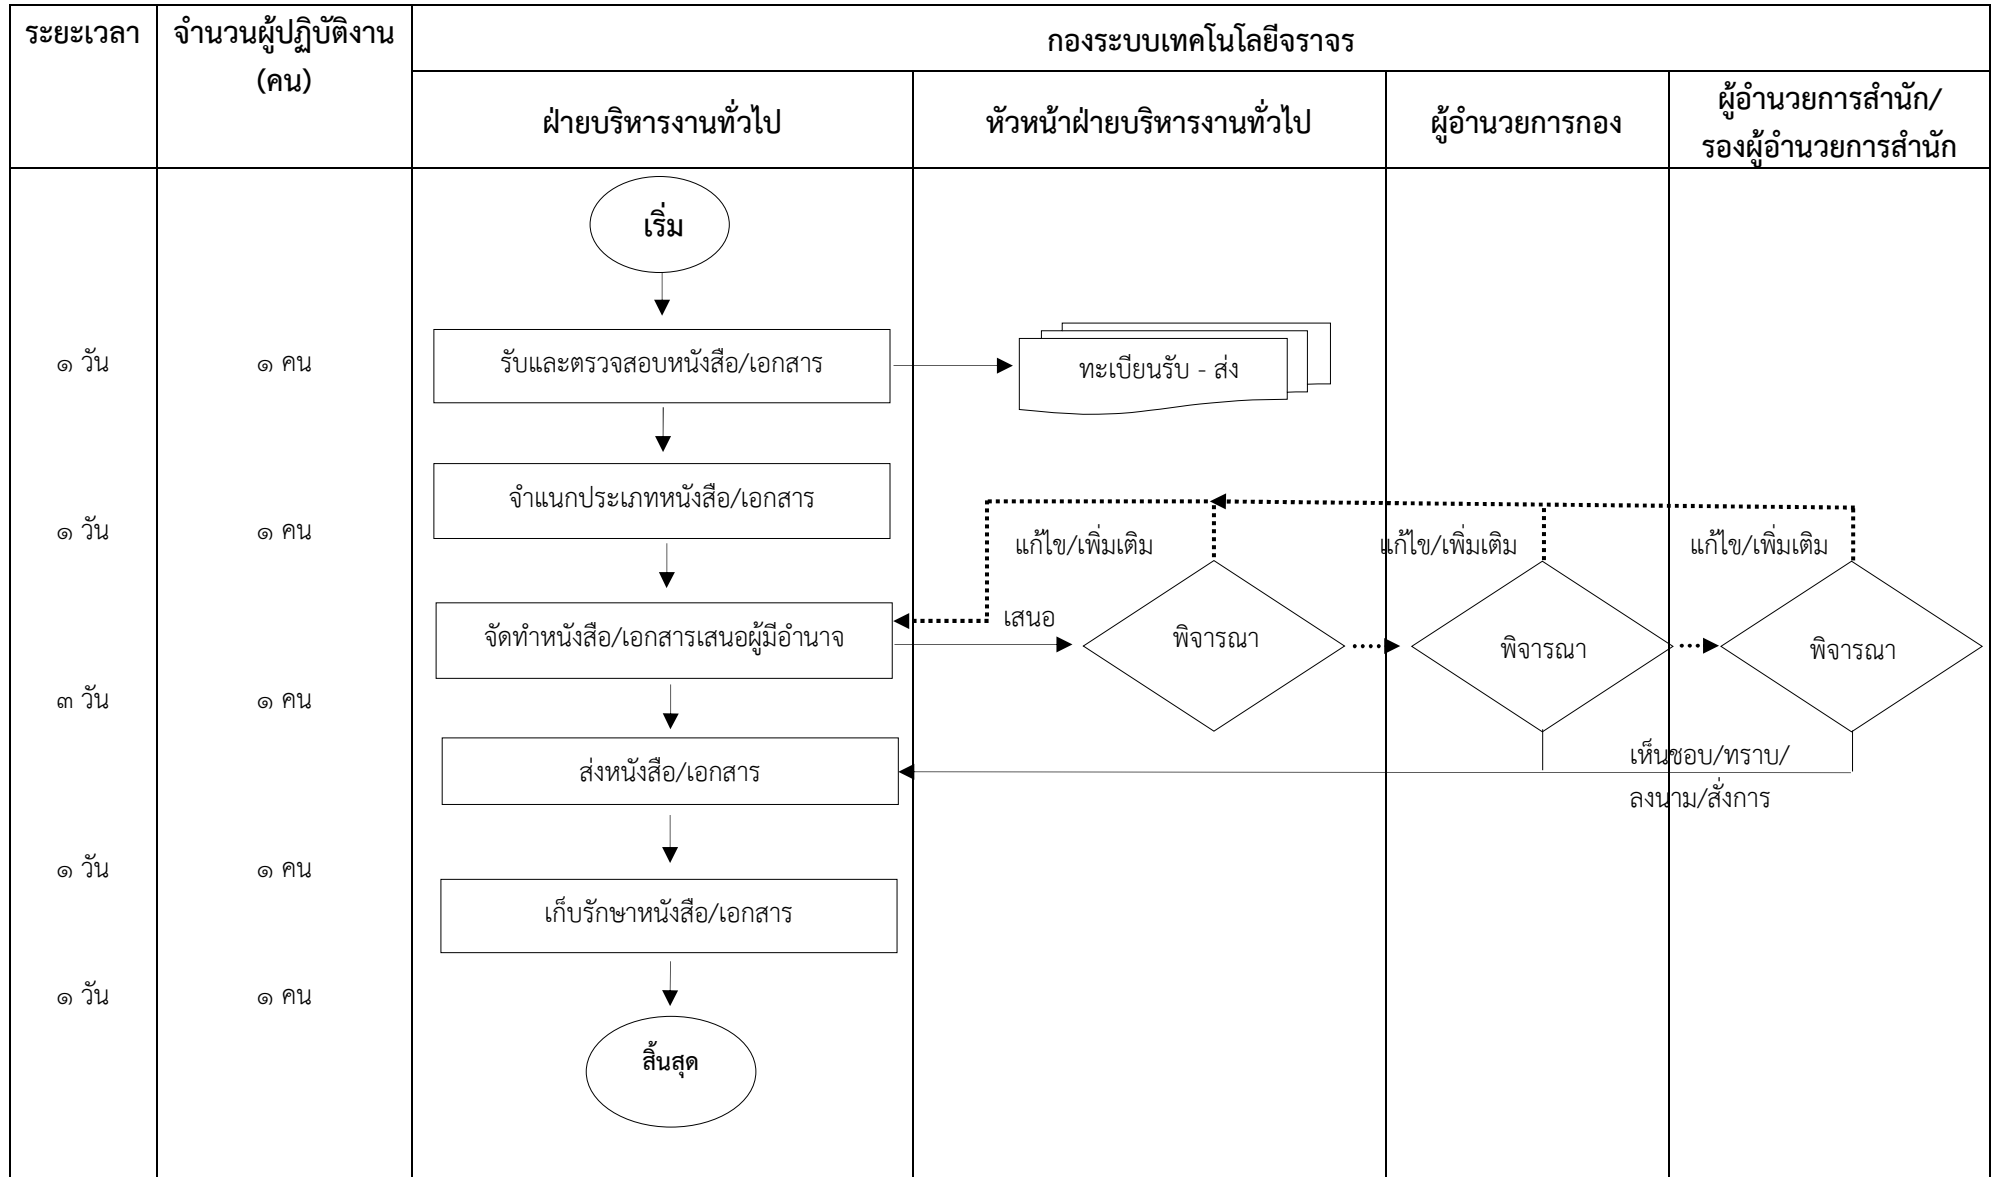 ระยะเวลา
จำนวนผู้ปฏิบัติงาน
(คน)
กองระบบเทคโนโลยีจราจร
ฝ่ายบริหารงานทั่วไป
หัวหน้าฝ่ายบริหารงานทั่วไป
ผู้อำนวยการกอง
ผู้อำนวยการสำนัก/
รองผู้อำนวยการสำนัก
เริ่ม
๑ วัน
๑ คน
รับและตรวจสอบหนังสือ/เอกสาร
ทะเบียนรับ - ส่ง
จำแนกประเภทหนังสือ/เอกสาร
๑ วัน
๑ คน
แก้ไข/เพิ่มเติม
แก้ไข/เพิ่มเติม
แก้ไข/เพิ่มเติม
จัดทำหนังสือ/เอกสารเสนอผู้มีอำนาจ
เสนอ
พิจารณา
พิจารณา
พิจารณา
๓ วัน
๑ คน
ส่งหนังสือ/เอกสาร
เห็นชอบ/ทราบ/
ลงนาม/สั่งการ
๑ วัน
๑ คน
เก็บรักษาหนังสือ/เอกสาร
๑ วัน
๑ คน
สิ้นสุด